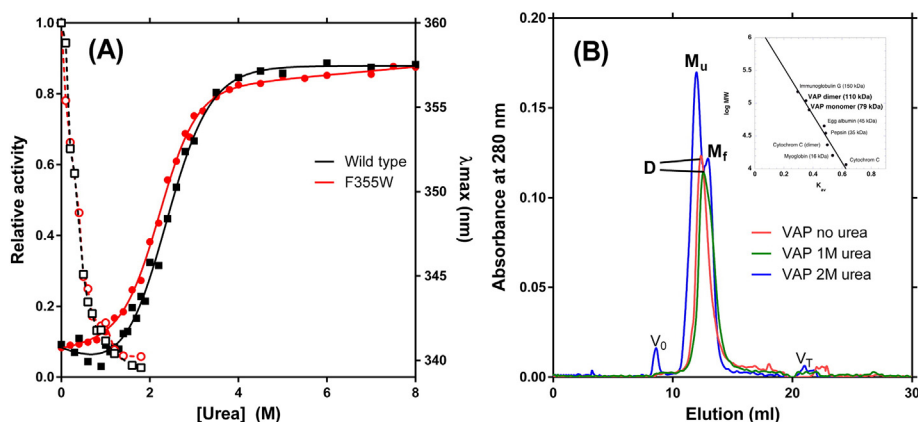 (A)
Relative activity
1.0
0.8
0.6
0.4
0.2
0.0
0
2
4
6
8
[Urea] (M)
360
355
350
345
340
λmax (nm)
Wild type
F355W
(B)
Absorbance at 280 nm
0.20
0.15
0.10
0.05
0.00
0
10
20
30
Elution (ml)
Mu
Mf
D
V0
VT
VAP no urea
VAP 1M urea
VAP 2M urea
log MW
6
5.5
5
4.5
4
0
0.2
0.4
0.6
0.8
1
Kav
Immunoglobulin G (150 kDa)
VAP dimer (110 kDa)
VAP monomer (79 kDa)
Egg albumin (45 kDa)
Pepsin (35 kDa)
Cytochrom C (dimer)
Myoglobin (18 kDa)
Cytochrom C